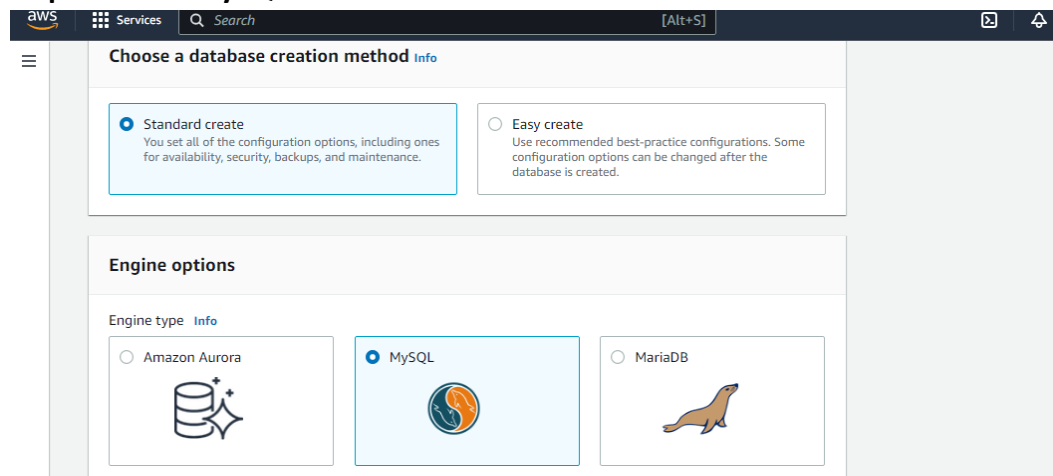 aws Services Search [Alt+S]
Choose a database creation method Info
Standard create
You set all of the configuration options, including ones
for availability, security, backups, and maintenance.
Easy create
Use recommended best-practice configurations. Some
configuration options can be changed after the
database is created.
Engine options
Engine type Info
Amazon Aurora
MySQL
MariaDB